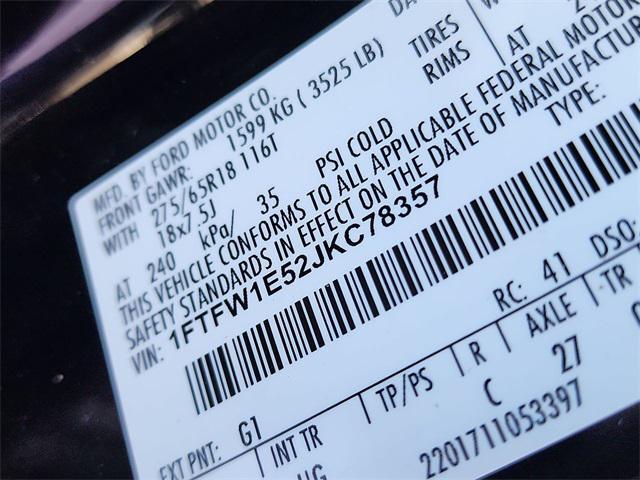 DA
MFD. BY FORD MOTOR CO.
FRONT GAWR: 1599 KG ( 3525 LB) TIRES
WITH 275/65R18 116T RIMS
18x7.5J AT
AT 240 kPa/ 35 PSI COLD
THIS VEHICLE CONFORMS TO ALL APPLICABLE FEDERAL MOTOR
SAFETY STANDARDS IN EFFECT ON THE DATE OF MANUFACTURE
VIN: 1FTFW1E52JKC78357 TYPE:
EXT PNT: G1 RC: 41 DSO:
INT TR TP/PS R AXLE TR
UG C 27
2201711053397